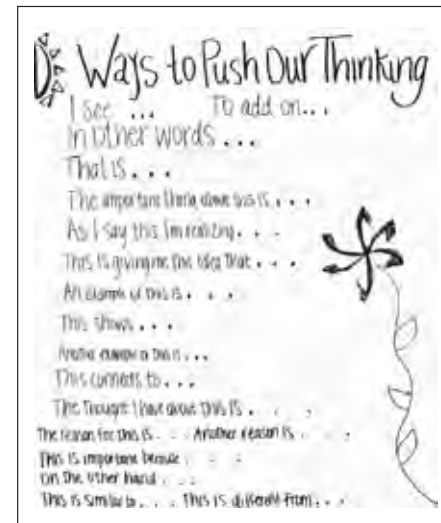 Ways to Push Our Thinking
I see ... To add on...
In other words ...
That is ...
The important thing about this is ...
As I say this I'm realizing ...
This is giving me the idea that ...
An example of this is ...
This shows ...
Another example of this is ...
This connects to ...
The thought I have about this is ...
The reason for this is ... Another reason is ...
This is important because ...
On the other hand ...
This is similar to ... This is different from ...